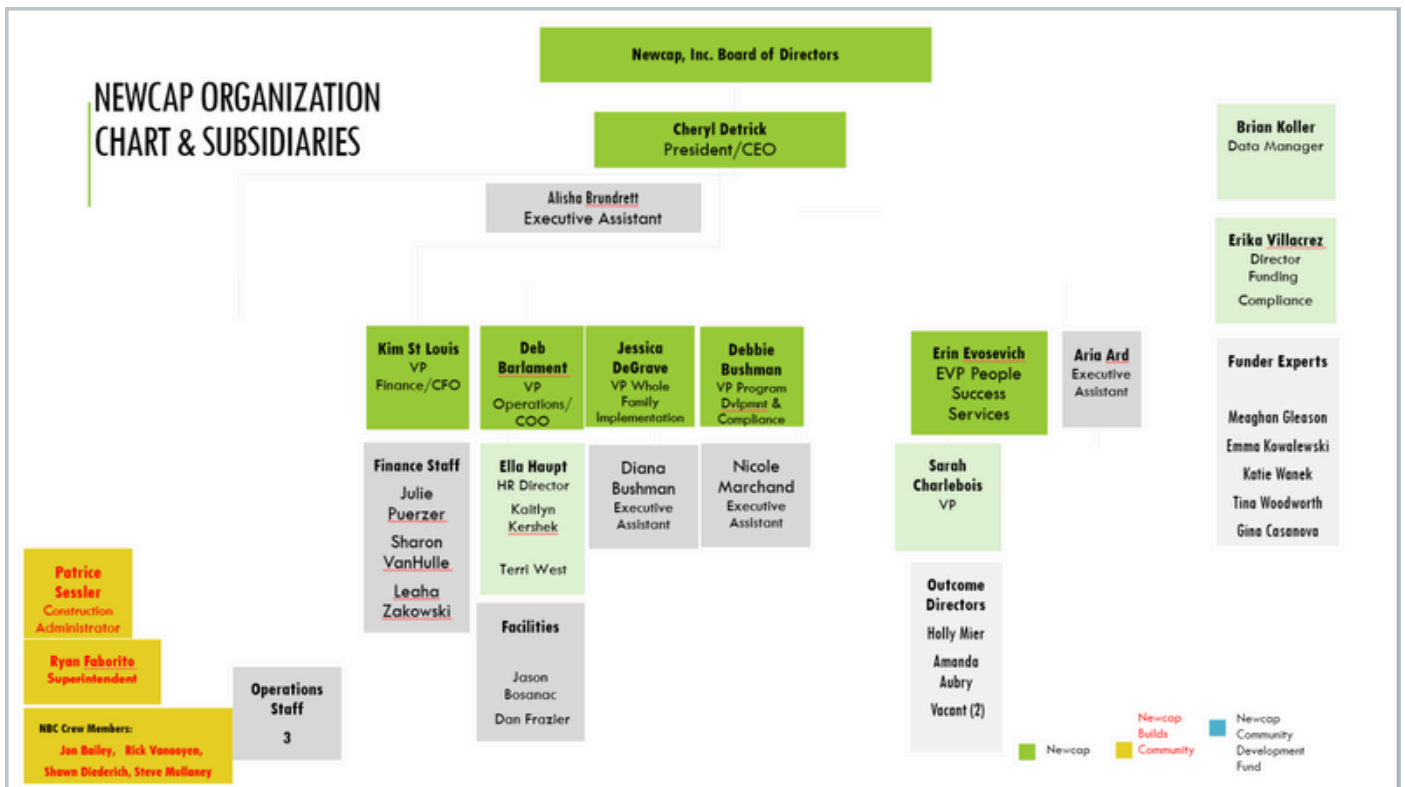 Newcap, Inc. Board of Directors
NEWCAP ORGANIZATION
CHART & SUBSIDIARIES
Cheryl Detrick
President/CEO
Alisha Brundrett
Executive Assistant
Brian Koller
Data Manager
Erika Villacrez
Director
Funding
Compliance
Kim St Louis
VP
Finance/CFO
Deb
Barlament
VP
Operations/
COO
Jessica
DeGrave
VP Whole
Family
Implementation
Debbie
Bushman
VP Program
Dvlpmnt &
Compliance
Erin Evosevich
EVP People
Success
Services
Aria Ard
Executive
Assistant
Funder Experts
Meaghan Gleason
Emma Kowalewski
Katie Wanek
Tina Woodworth
Gina Casanova
Finance Staff
Julie
Puerzer
Sharon
VanHulle
Leaha
Zakowski
Ella Haupt
HR Director
Kaitlyn
Kershek
Terri West
Diana
Bushman
Executive
Assistant
Nicole
Marchand
Executive
Assistant
Sarah
Charlebois
VP
Outcome
Directors
Holly Mier
Amanda
Aubry
Vacant (2)
Facilities
Jason
Bosanac
Dan Frazier
Patrice
Sessler
Construction
Administrator
Ryan Faborito
Superintendent
NBC Crew Members:
Jon Bailey, Rick Vanooyen,
Shawn Diederich, Steve Mullaney
Operations
Staff
3
Newcap
Newcap
Builds
Community
Newcap
Community
Development
Fund